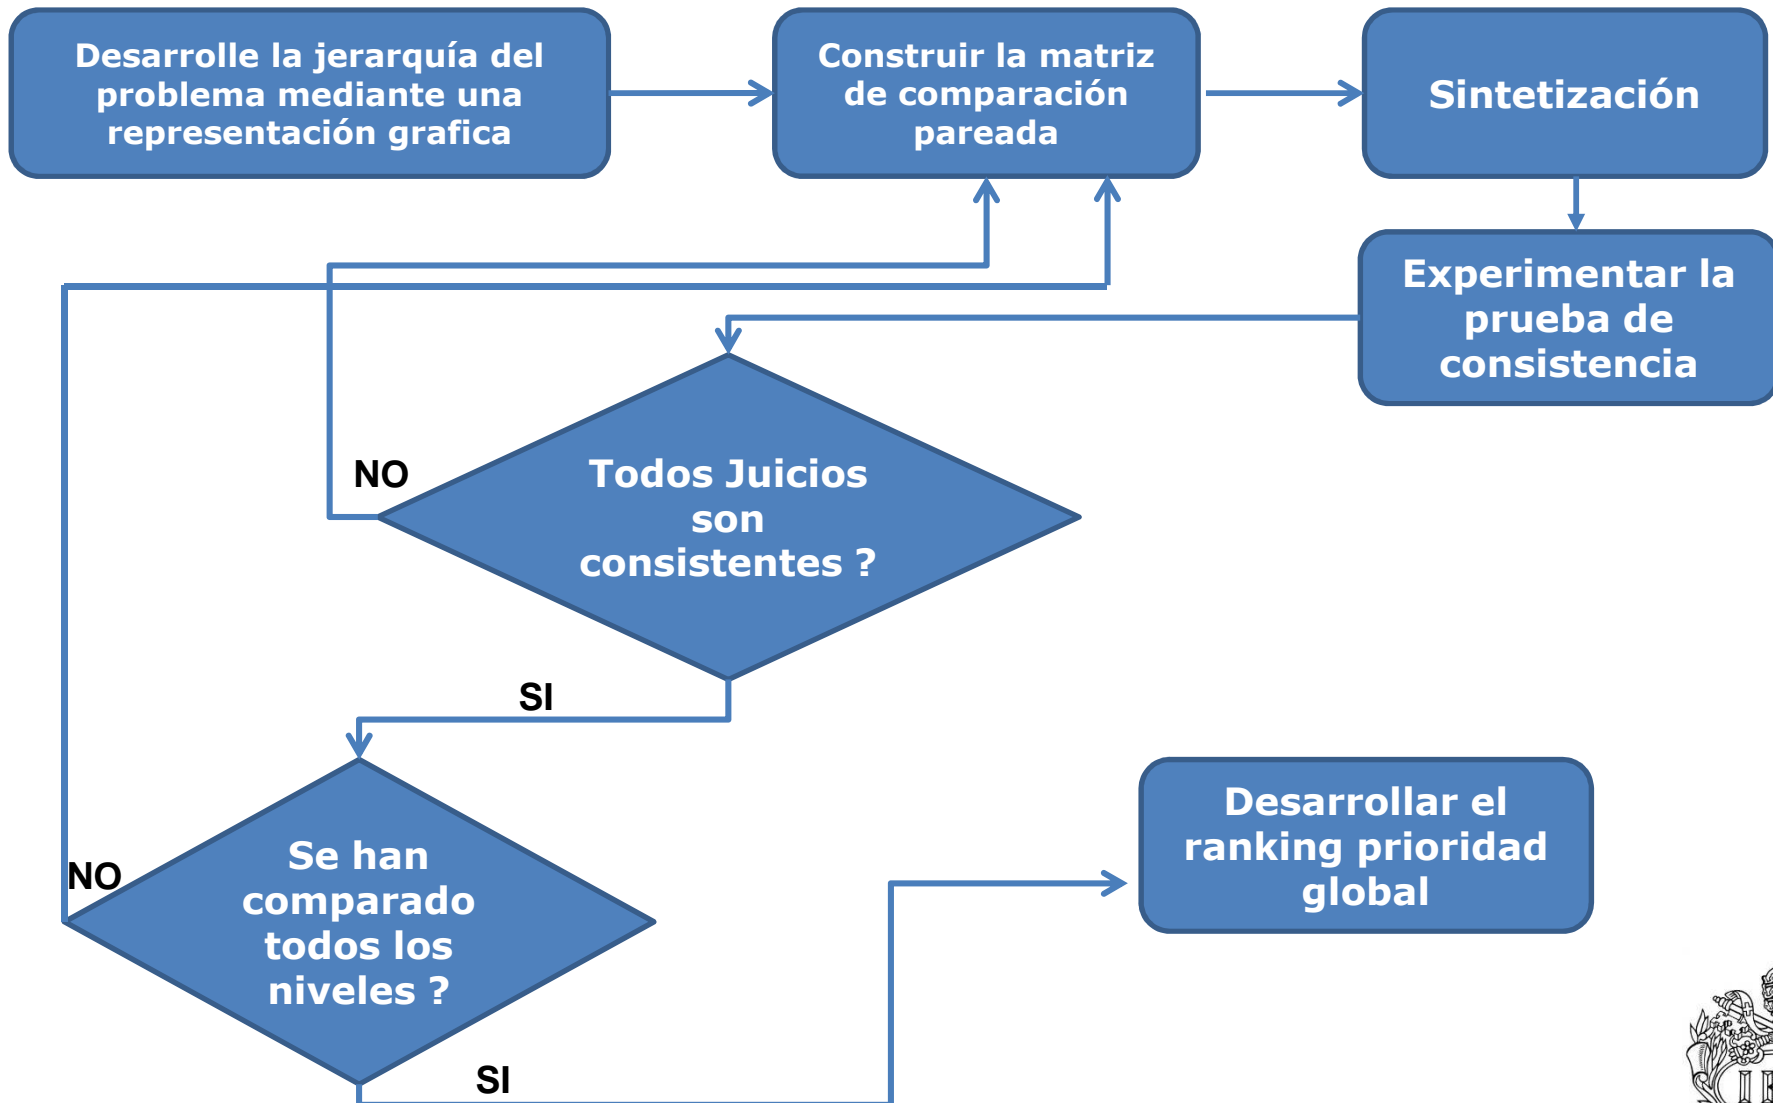 Desarrolle la jerarquía del
problema mediante una
representación grafica
Construir la matriz
de comparación
pareada
Sintetización
Experimentar la
prueba de
consistencia
NO
Todos Juicios
son
consistentes ?
SI
NO
Se han
comparado
todos los
niveles ?
SI
Desarrollar el
ranking prioridad
global